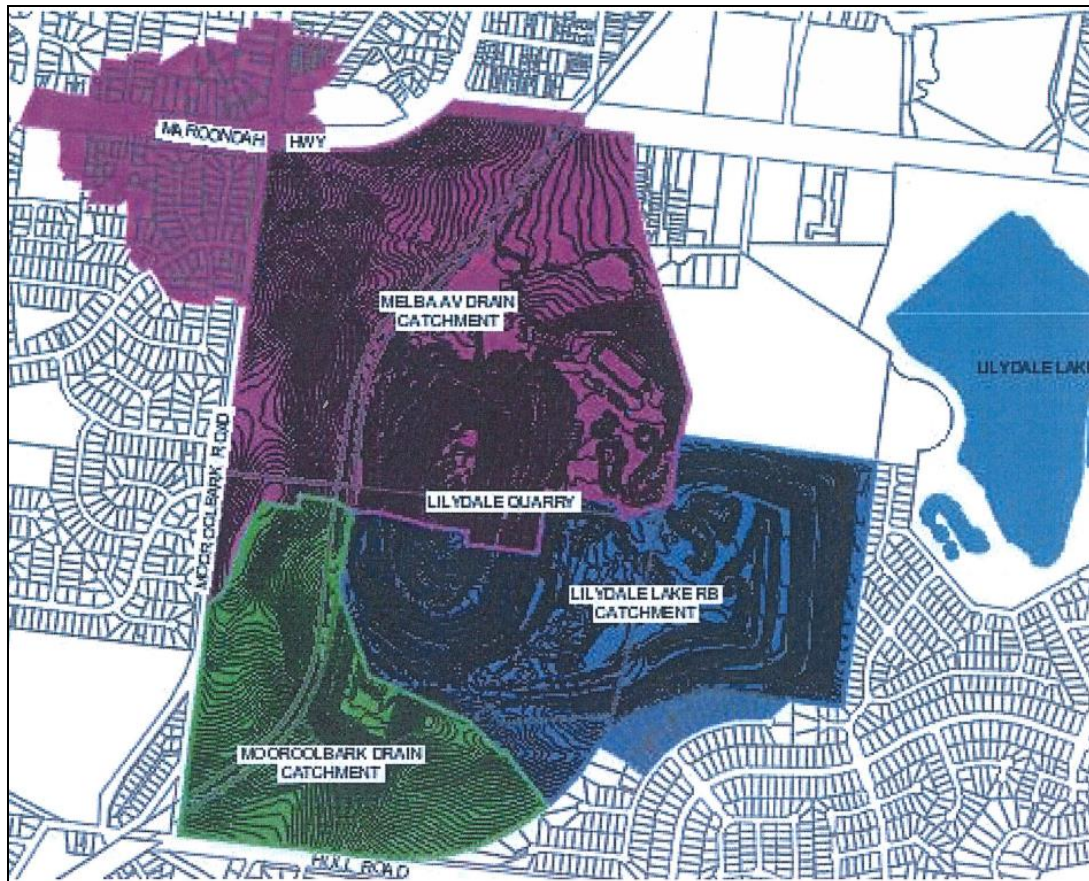 MAROONDAH HWY
MELBA AV DRAIN
CATCHMENT
LILYDALE LAKE
MOOROOLBARK ROAD
LILYDALE QUARRY
LILYDALE LAKE RB
CATCHMENT
MOOROOLBARK DRAIN
CATCHMENT
HULL ROAD